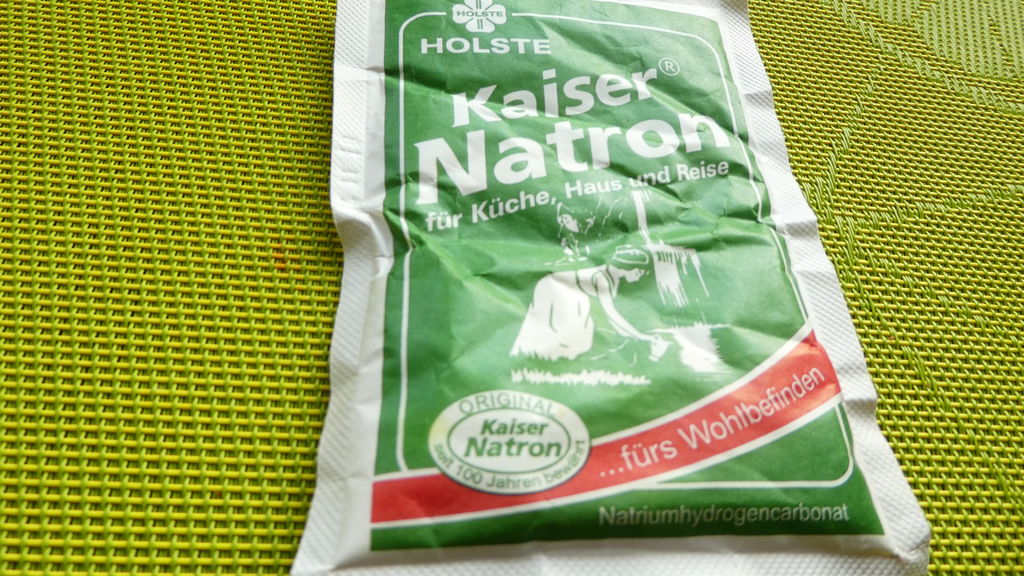 HOLSTE
HOLSTE
Kaiser®
Natron
für Küche, Haus und Reise
ORIGINAL
Kaiser
Natron
seit 100 Jahren bewährt
...fürs Wohlbefinden
Natriumhydrogencarbonat